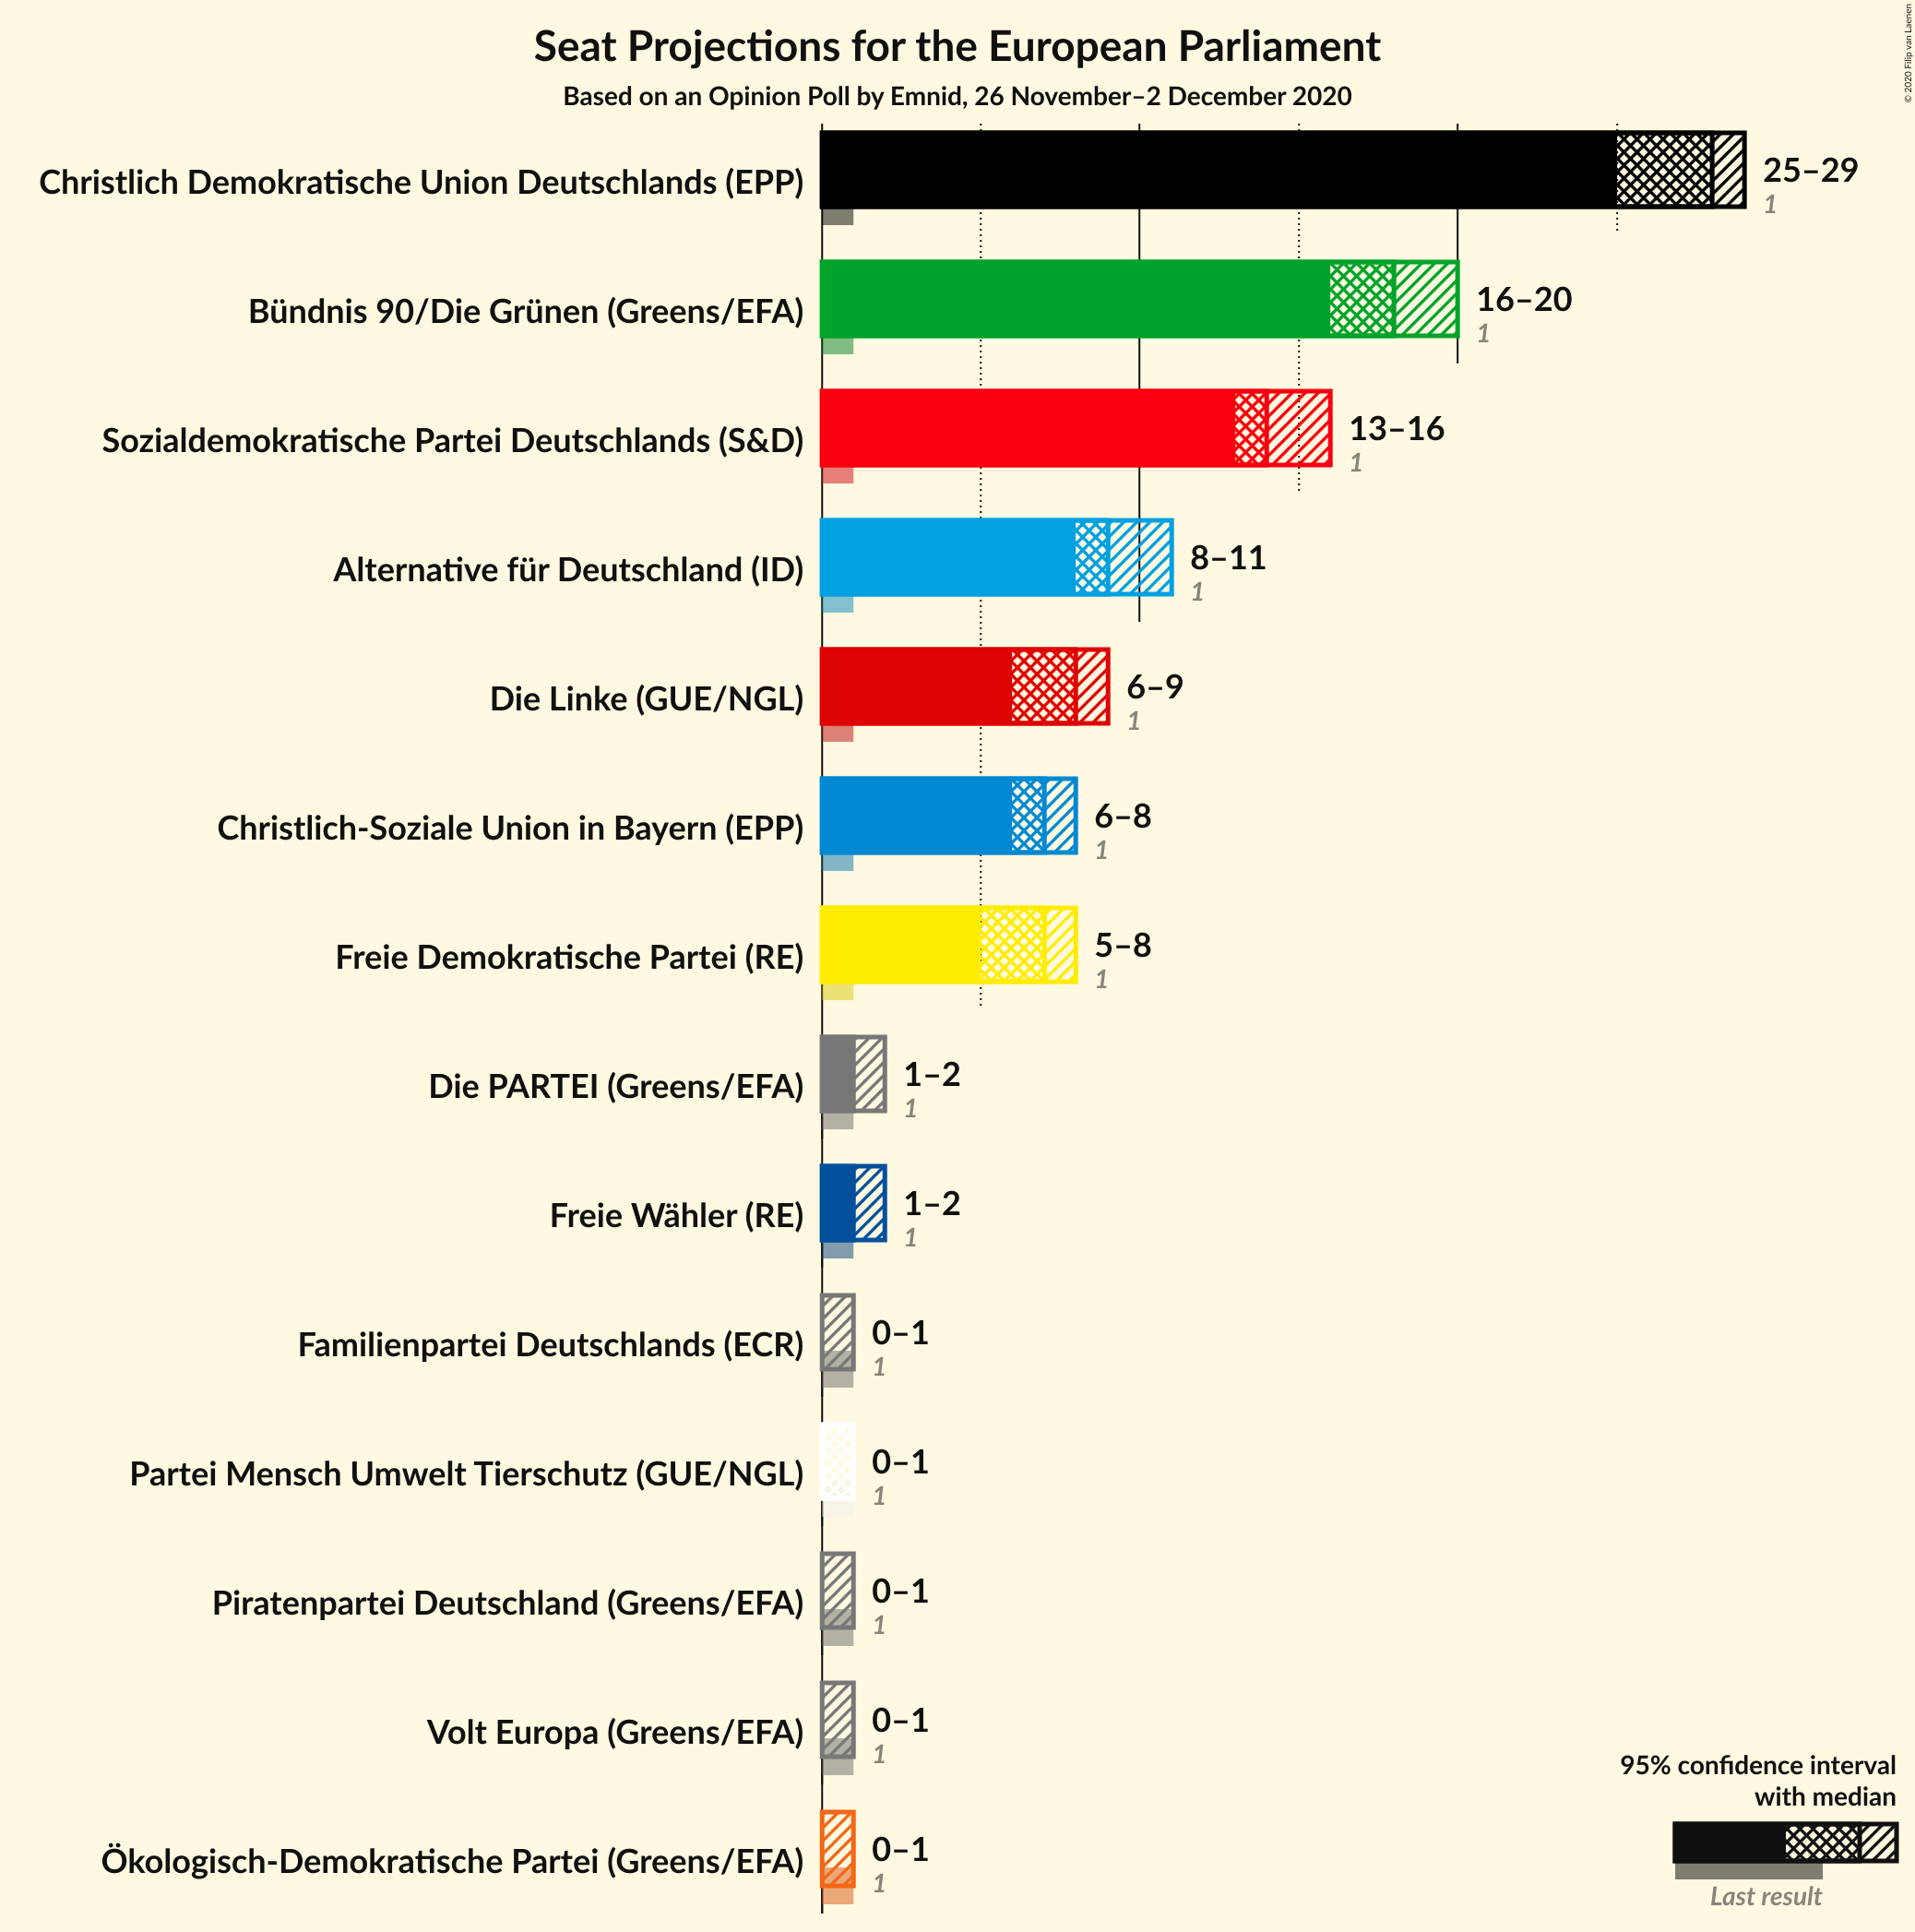 Seat Projections for the European Parliament
Based on an Opinion Poll by Emnid, 26 November–2 December 2020
© 2020 Filip van Laenen
Christlich Demokratische Union Deutschlands (EPP)
25–29
1
Bündnis 90/Die Grünen (Greens/EFA)
16–20
1
Sozialdemokratische Partei Deutschlands (S&D)
13–16
1
Alternative für Deutschland (ID)
8–11
1
Die Linke (GUE/NGL)
6–9
1
Christlich-Soziale Union in Bayern (EPP)
6–8
1
Freie Demokratische Partei (RE)
5–8
1
Die PARTEI (Greens/EFA)
1–2
1
Freie Wähler (RE)
1–2
1
Familienpartei Deutschlands (ECR)
0–1
1
Partei Mensch Umwelt Tierschutz (GUE/NGL)
0–1
1
Piratenpartei Deutschland (Greens/EFA)
0–1
1
Volt Europa (Greens/EFA)
0–1
1
Ökologisch-Demokratische Partei (Greens/EFA)
0–1
1
95% confidence interval
with median
Last result